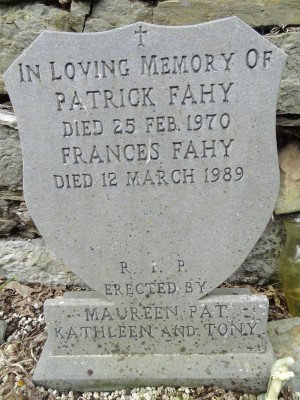 IN LOVING MEMORY OF
PATRICK FAHY
DIED 25 FEB. 1970
FRANCES FAHY
DIED 12 MARCH 1989
R. I. P.
ERECTED BY
MAUREEN, PAT,
KATHLEEN AND TONY